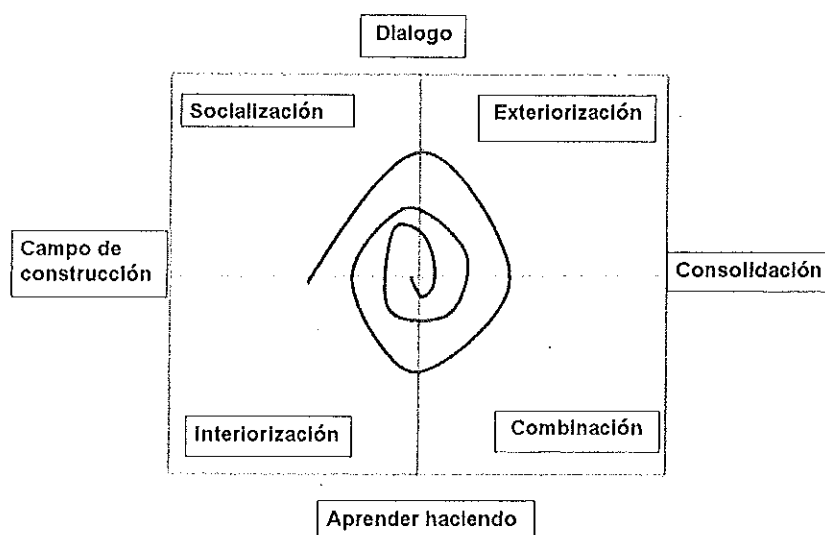 Dialogo
Socialización
Exteriorización
Campo de
construcción
Consolidación
Interiorización
Combinación
Aprender haciendo